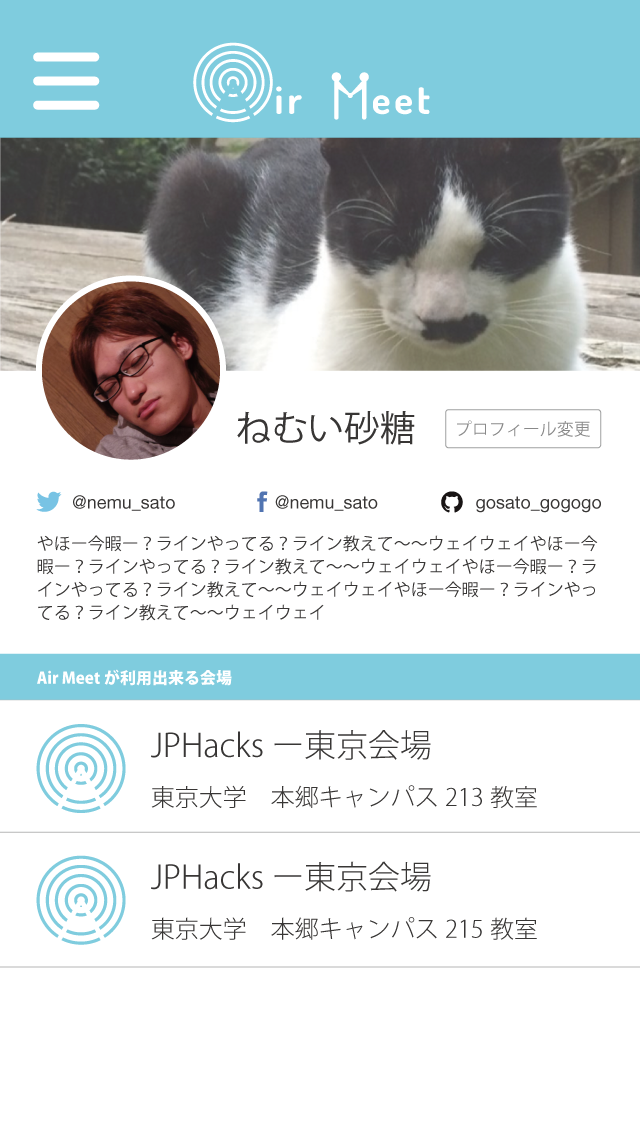 Air Meet
ねむい砂糖
プロフィール変更
@nemu_sato
@nemu_sato
gosato_gogogo
やほー今暇ー？ラインやってる？ライン教えて〜〜ウェイウェイやほー今
暇ー？ラインやってる？ライン教えて〜〜ウェイウェイやほー今暇ー？ラ
インやってる？ライン教えて〜〜ウェイウェイやほー今暇ー？ラインやっ
てる？ライン教えて〜〜ウェイウェイ
Air Meet が利用出来る会場
JPHacks ー東京会場
東京大学　本郷キャンパス 213 教室
JPHacks ー東京会場
東京大学　本郷キャンパス 215 教室